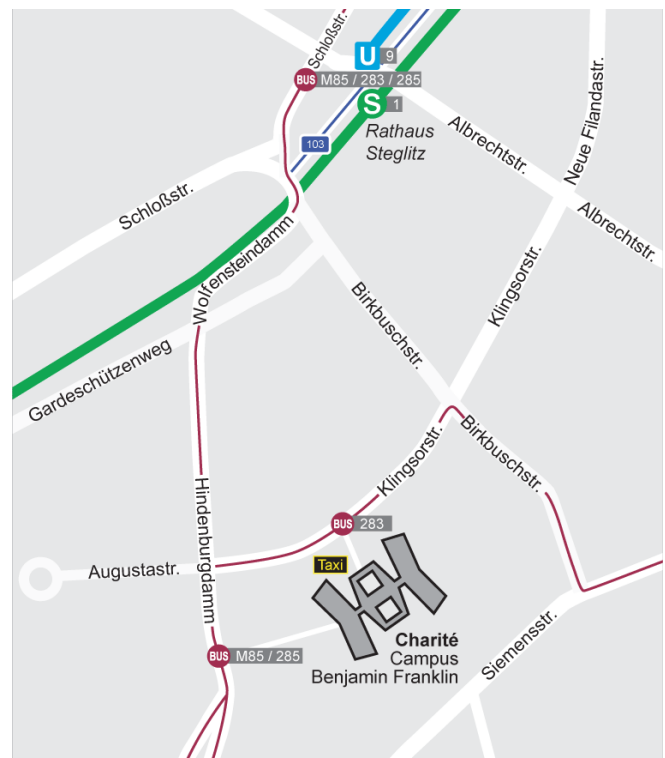 Schloßstr.
U 9
BUS M85 / 283 / 285
S 1
Rathaus
Steglitz
103
Albrechtstr.
Neue Filandastr.
Albrechtstr.
Schloßstr.
Wolfensteindamm
Klingsorstr.
Birkbuschstr.
Gardeschützenweg
Klingsorstr.
Birkbuschstr.
Hindenburgdamm
BUS 283
Augustastr.
Taxi
Charité
Campus
Benjamin Franklin
BUS M85 / 285
Siemensstr.